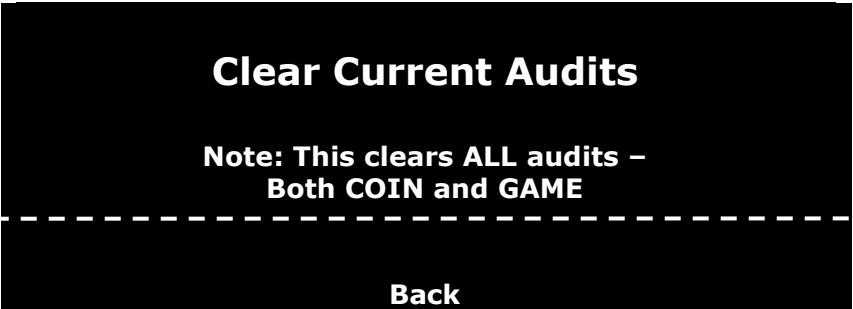 Clear Current Audits
Note: This clears ALL audits –
Both COIN and GAME
Back